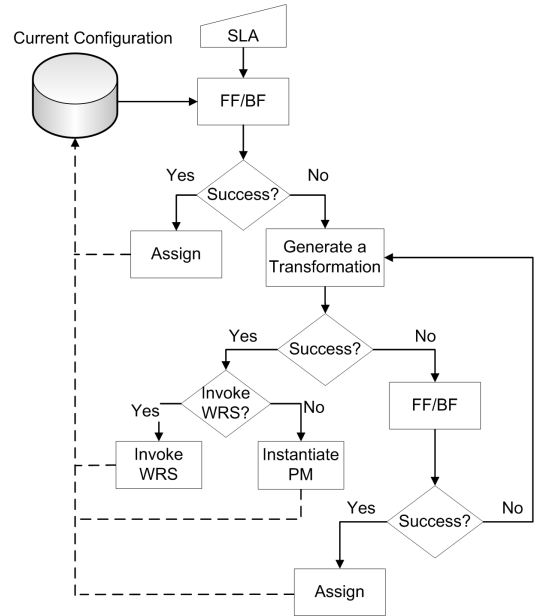 Current Configuration
SLA
FF/BF
Yes
No
Success?
Assign
Generate a
Transformation
Yes
No
Success?
Invoke
WRS?
Yes
No
FF/BF
Invoke
WRS
Instantiate
PM
Yes
No
Success?
Assign